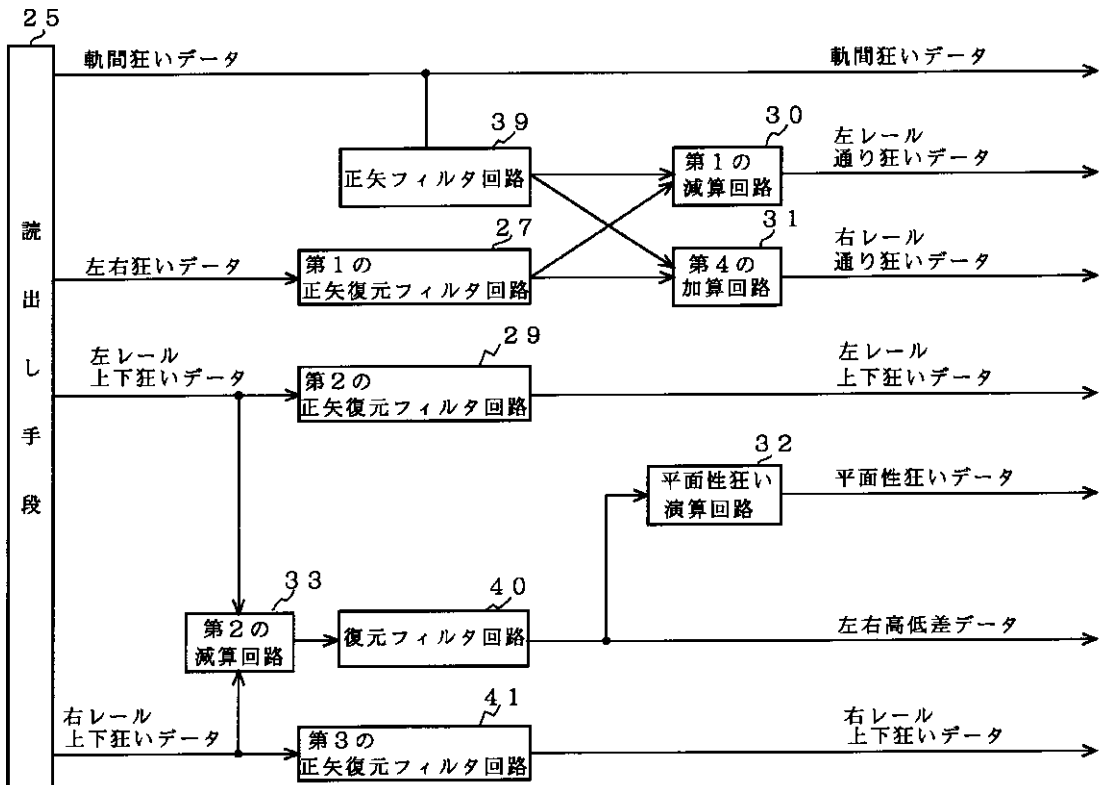 ２５
読出し手段
軌間狂いデータ
軌間狂いデータ
３９
正矢フィルタ回路
３０
第１の
減算回路
左レール
通り狂いデータ
左右狂いデータ
２７
第１の
正矢復元フィルタ回路
３１
第４の
加算回路
右レール
通り狂いデータ
左レール
上下狂いデータ
２９
第２の
正矢復元フィルタ回路
左レール
上下狂いデータ
３２
平面性狂い
演算回路
平面性狂いデータ
３３
第２の
減算回路
４０
復元フィルタ回路
左右高低差データ
右レール
上下狂いデータ
４１
第３の
正矢復元フィルタ回路
右レール
上下狂いデータ